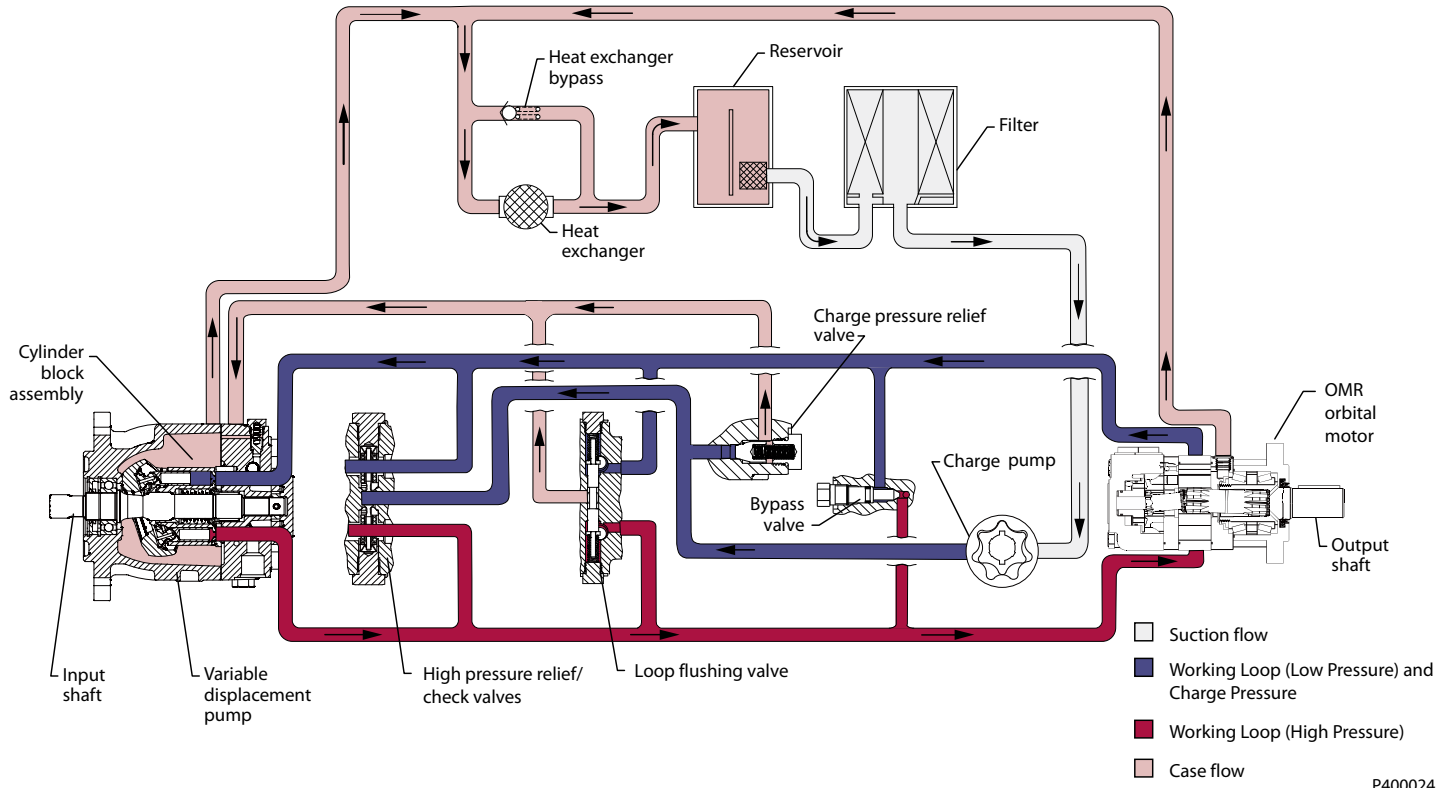 Heat exchanger
bypass
Reservoir
Filter
Heat
exchanger
Charge pressure relief
valve
Cylinder
block
assembly
OMR
orbital
motor
Charge pump
Bypass
valve
Output
shaft
Input
shaft
Variable
displacement
pump
High pressure relief/
check valves
Loop flushing valve
Suction flow
Working Loop (Low Pressure) and
Charge Pressure
Working Loop (High Pressure)
Case flow
P400024